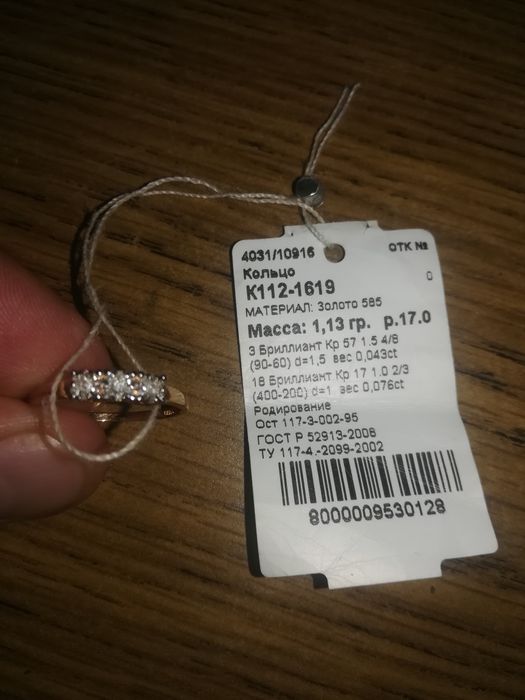 4031/10916 ОТК №
Кольцо 0
К112-1619
МАТЕРИАЛ: Золото 585
Масса: 1,13 гр. р.17.0
3 Бриллиант Кр 57 1.5 4/8
(90-60) d=1,5 вес 0,043ct
18 Бриллиант Кр 17 1.0 2/3
(400-200) d=1 вес 0,076ct
Родирование
Ост 117-3-002-95
ГОСТ Р 52913-2008
ТУ 117-4.-2099-2002
8000009530128